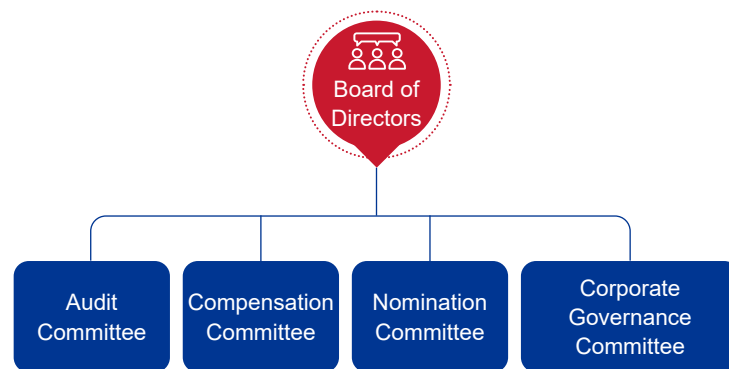 Board of
Directors
Audit
Committee
Compensation
Committee
Nomination
Committee
Corporate
Governance
Committee